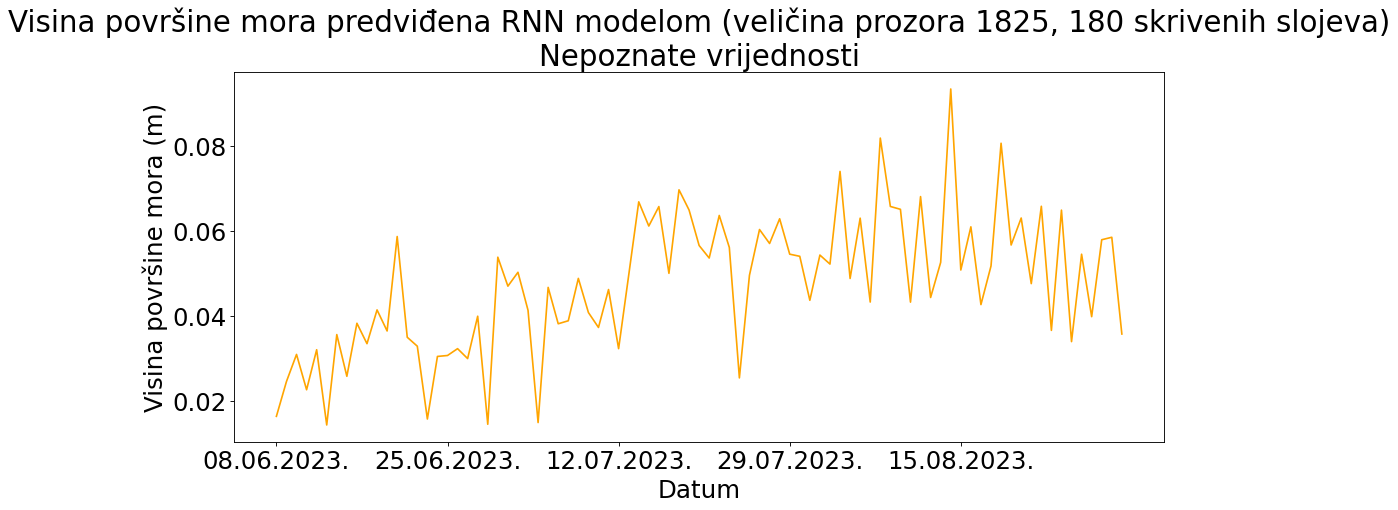 Visina površine mora predviđena RNN modelom (veličina prozora 1825, 180 skrivenih slojeva)
Nepoznate vrijednosti
Visina površine mora (m)
0.08
0.06
0.04
0.02
08.06.2023.
25.06.2023.
12.07.2023.
29.07.2023.
15.08.2023.
Datum